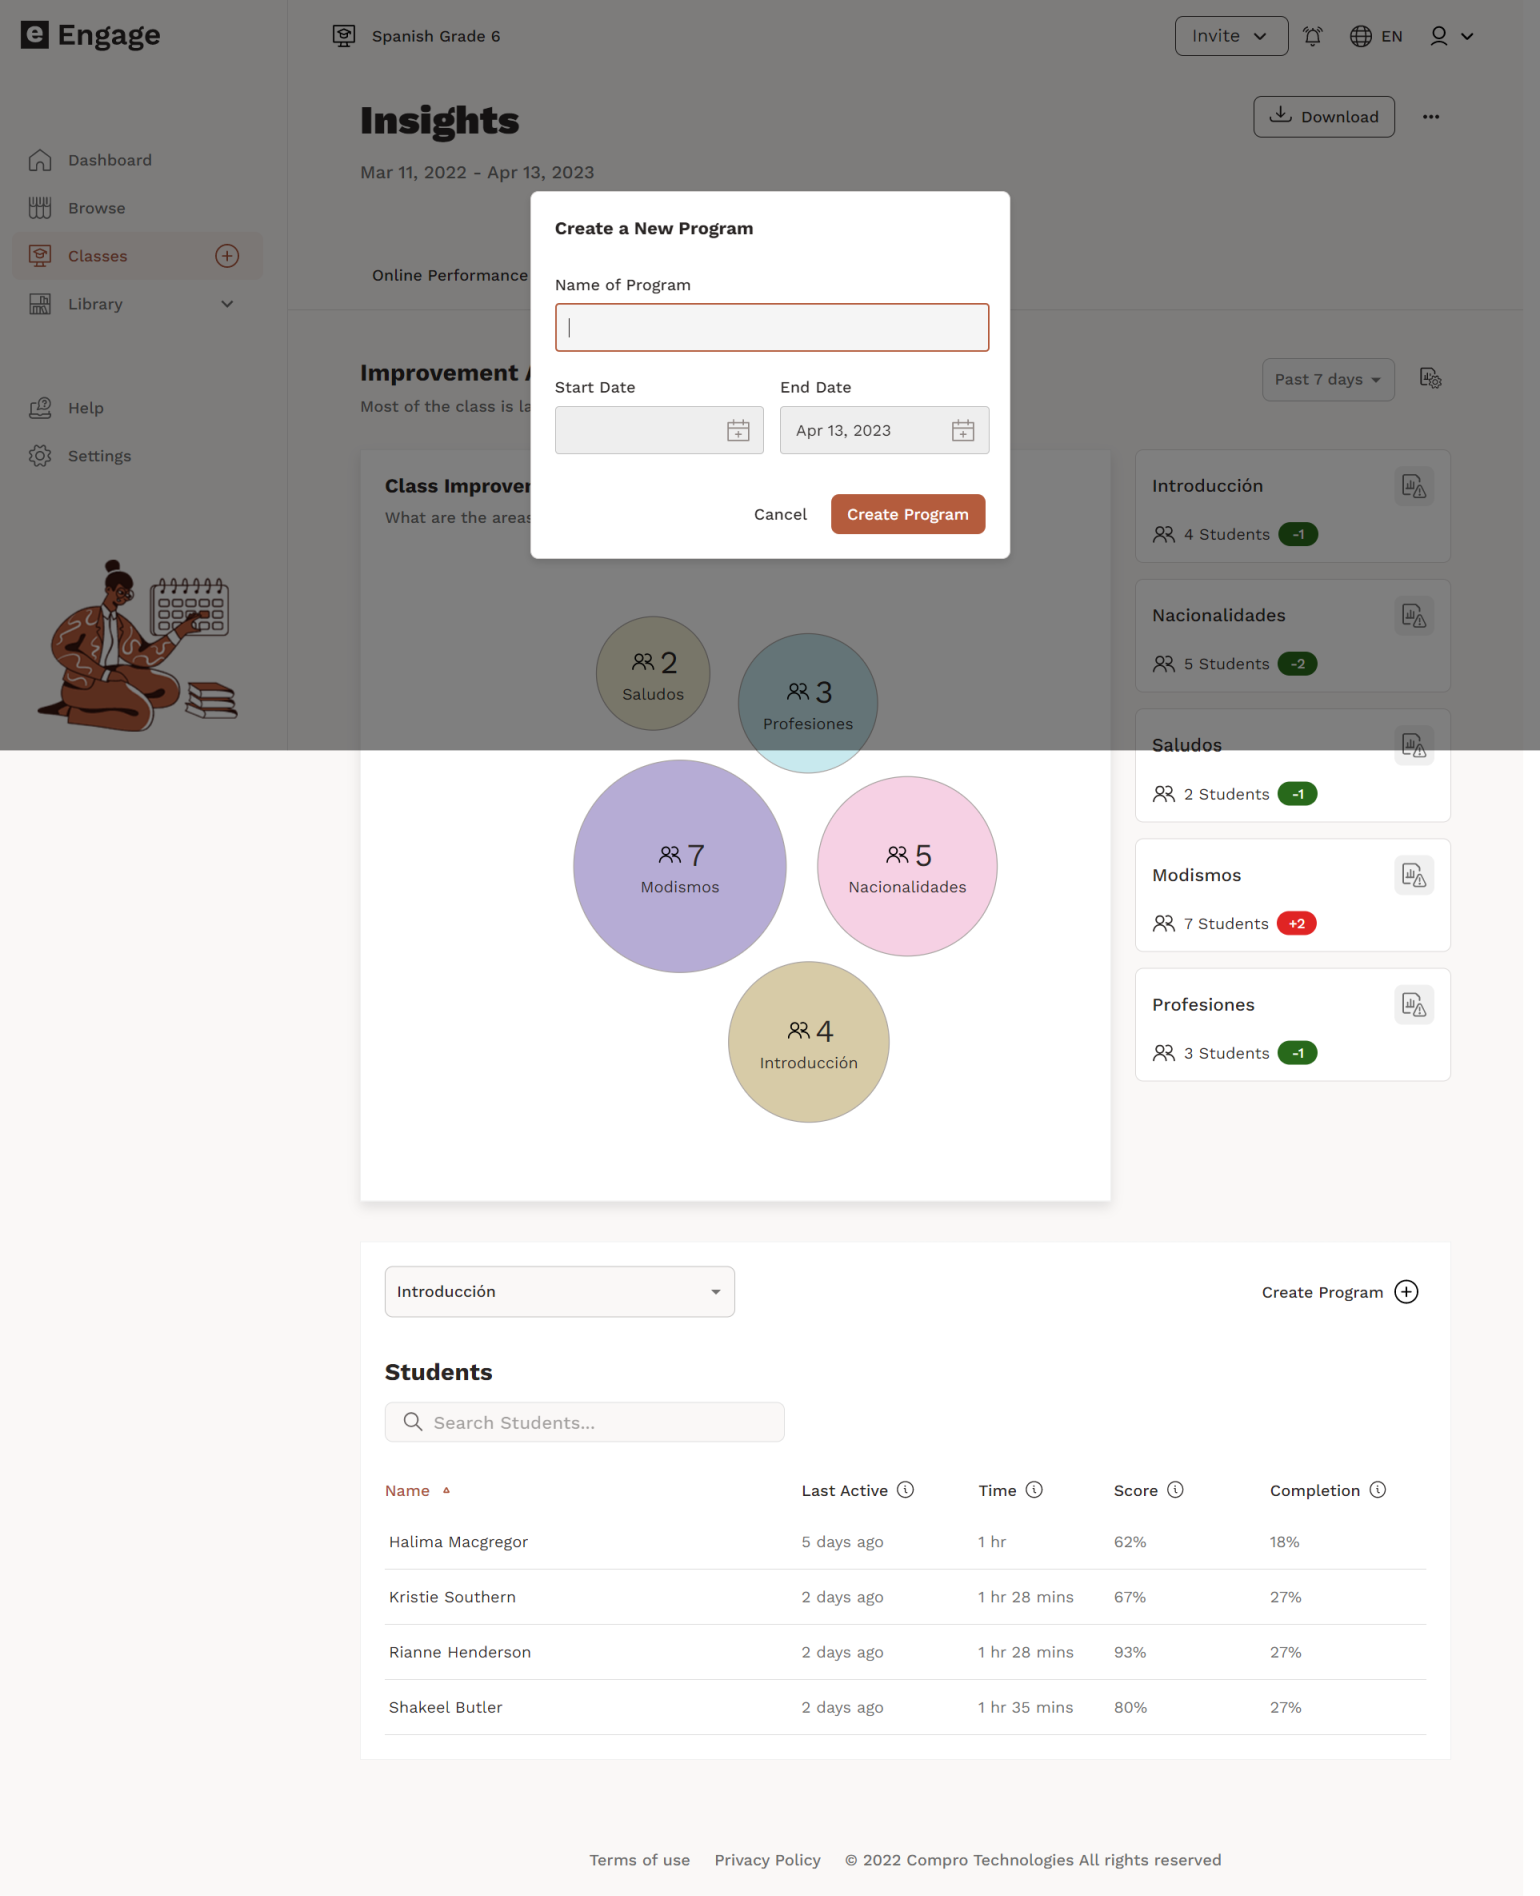 e Engage
Spanish Grade 6
Invite
EN
Dashboard
Browse
Classes
Library
Help
Settings
Insights
Mar 11, 2022 - Apr 13, 2023
Download
Online Performance
Create a New Program
Name of Program
Start Date
End Date
Apr 13, 2023
Cancel
Create Program
Improvement
Most of the class is
Past 7 days
Class
What are the
2
Saludos
3
Profesiones
7
Modismos
5
Nacionalidades
4
Introducción
Introducción
4 Students -1
Nacionalidades
5 Students -2
Saludos
2 Students -1
Modismos
7 Students +2
Profesiones
3 Students -1
Introducción
Create Program
Students
Search Students...
Name Last Active Time Score Completion
Halima Macgregor 5 days ago 1 hr 62% 18%
Kristie Southern 2 days ago 1 hr 28 mins 67% 27%
Rianne Henderson 2 days ago 1 hr 28 mins 93% 27%
Shakeel Butler 2 days ago 1 hr 35 mins 80% 27%
Terms of use Privacy Policy © 2022 Compro Technologies All rights reserved